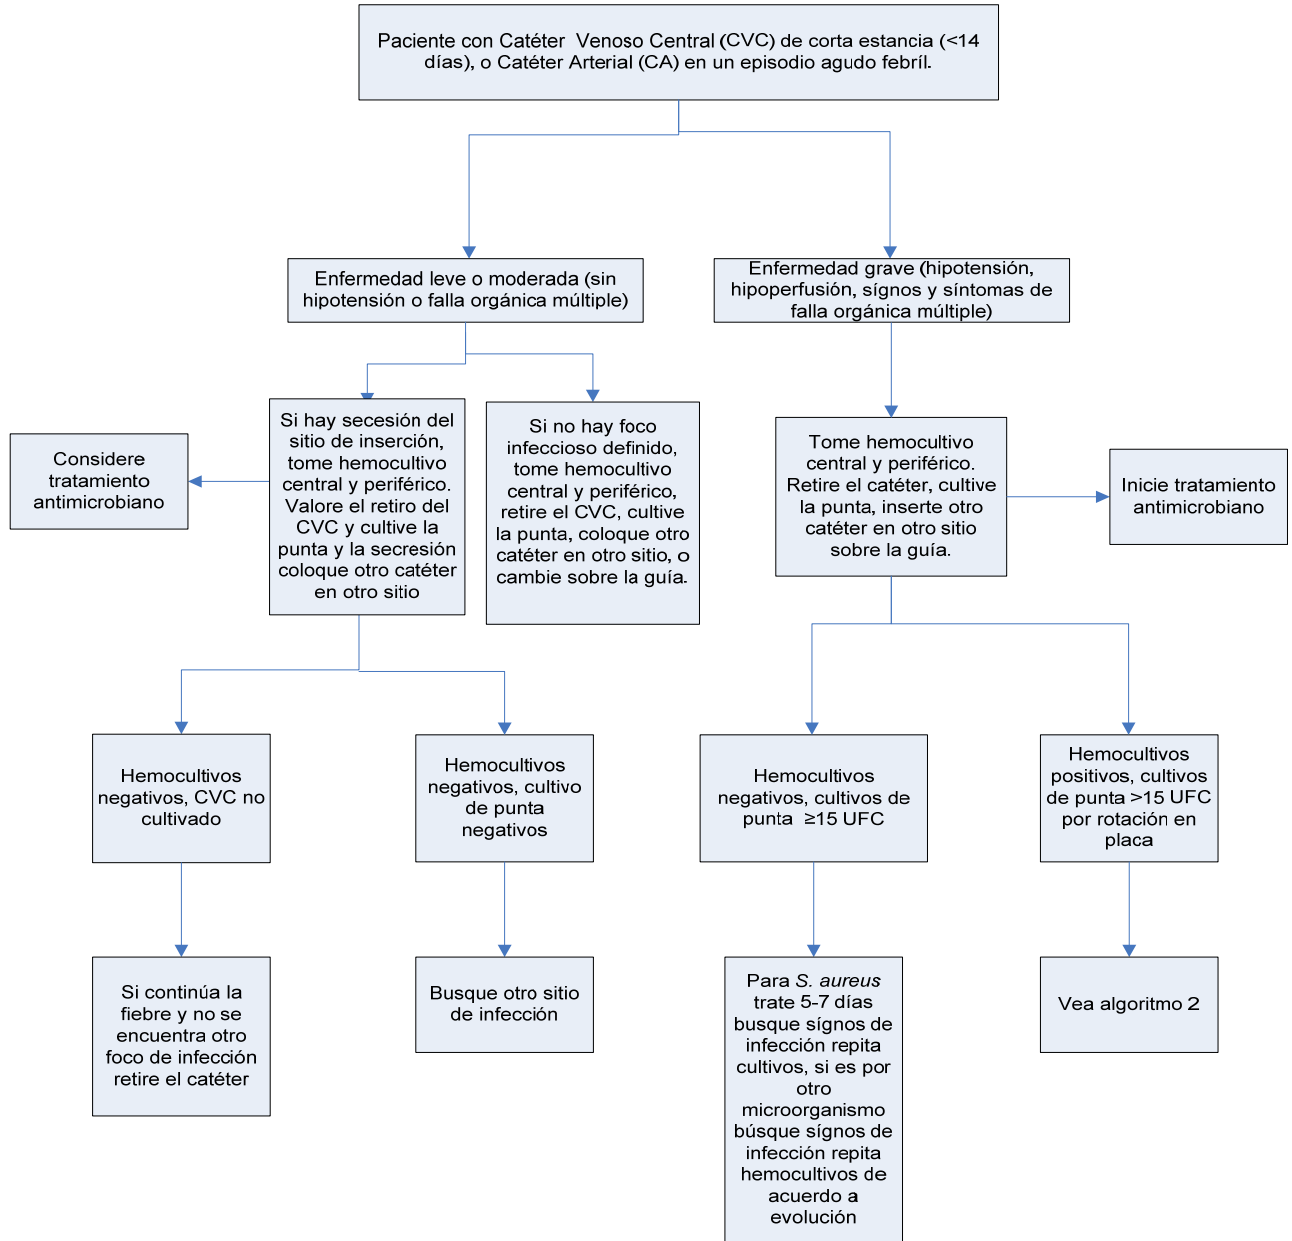 Paciente con Catéter Venoso Central (CVC) de corta estancia (<14
días), o Catéter Arterial (CA) en un episodio agudo febríl.
Enfermedad leve o moderada (sin
hipotensión o falla orgánica múltiple)
Enfermedad grave (hipotensión,
hipoperfusión, sígnos y síntomas de
falla orgánica múltiple)
Considere
tratamiento
antimicrobiano
Si hay secesión del
sitio de inserción,
tome hemocultivo
central y periférico.
Valore el retiro del
CVC y cultive la
punta y la secresión
coloque otro catéter
en otro sitio
Si no hay foco
infeccioso definido,
tome hemocultivo
central y periférico,
retire el CVC, cultive
la punta, coloque otro
catéter en otro sitio, o
cambie sobre la guía.
Tome hemocultivo
central y periférico.
Retire el catéter, cultive
la punta, inserte otro
catéter en otro sitio
sobre la guía.
Inicie tratamiento
antimicrobiano
Hemocultivos
negativos, CVC no
cultivado
Hemocultivos
negativos, cultivo
de punta
negativos
Hemocultivos
negativos, cultivos de
punta ≥15 UFC
Hemocultivos
positivos, cultivos
de punta >15 UFC
por rotación en
placa
Si continúa la
fiebre y no se
encuentra otro
foco de infección
retire el catéter
Busque otro sitio
de infección
Para S. aureus
trate 5-7 días
busque sígnos de
infección repita
cultivos, si es por
otro
microorganismo
búsque sígnos de
infección repita
hemocultivos de
acuerdo a
evolución
Vea algoritmo 2